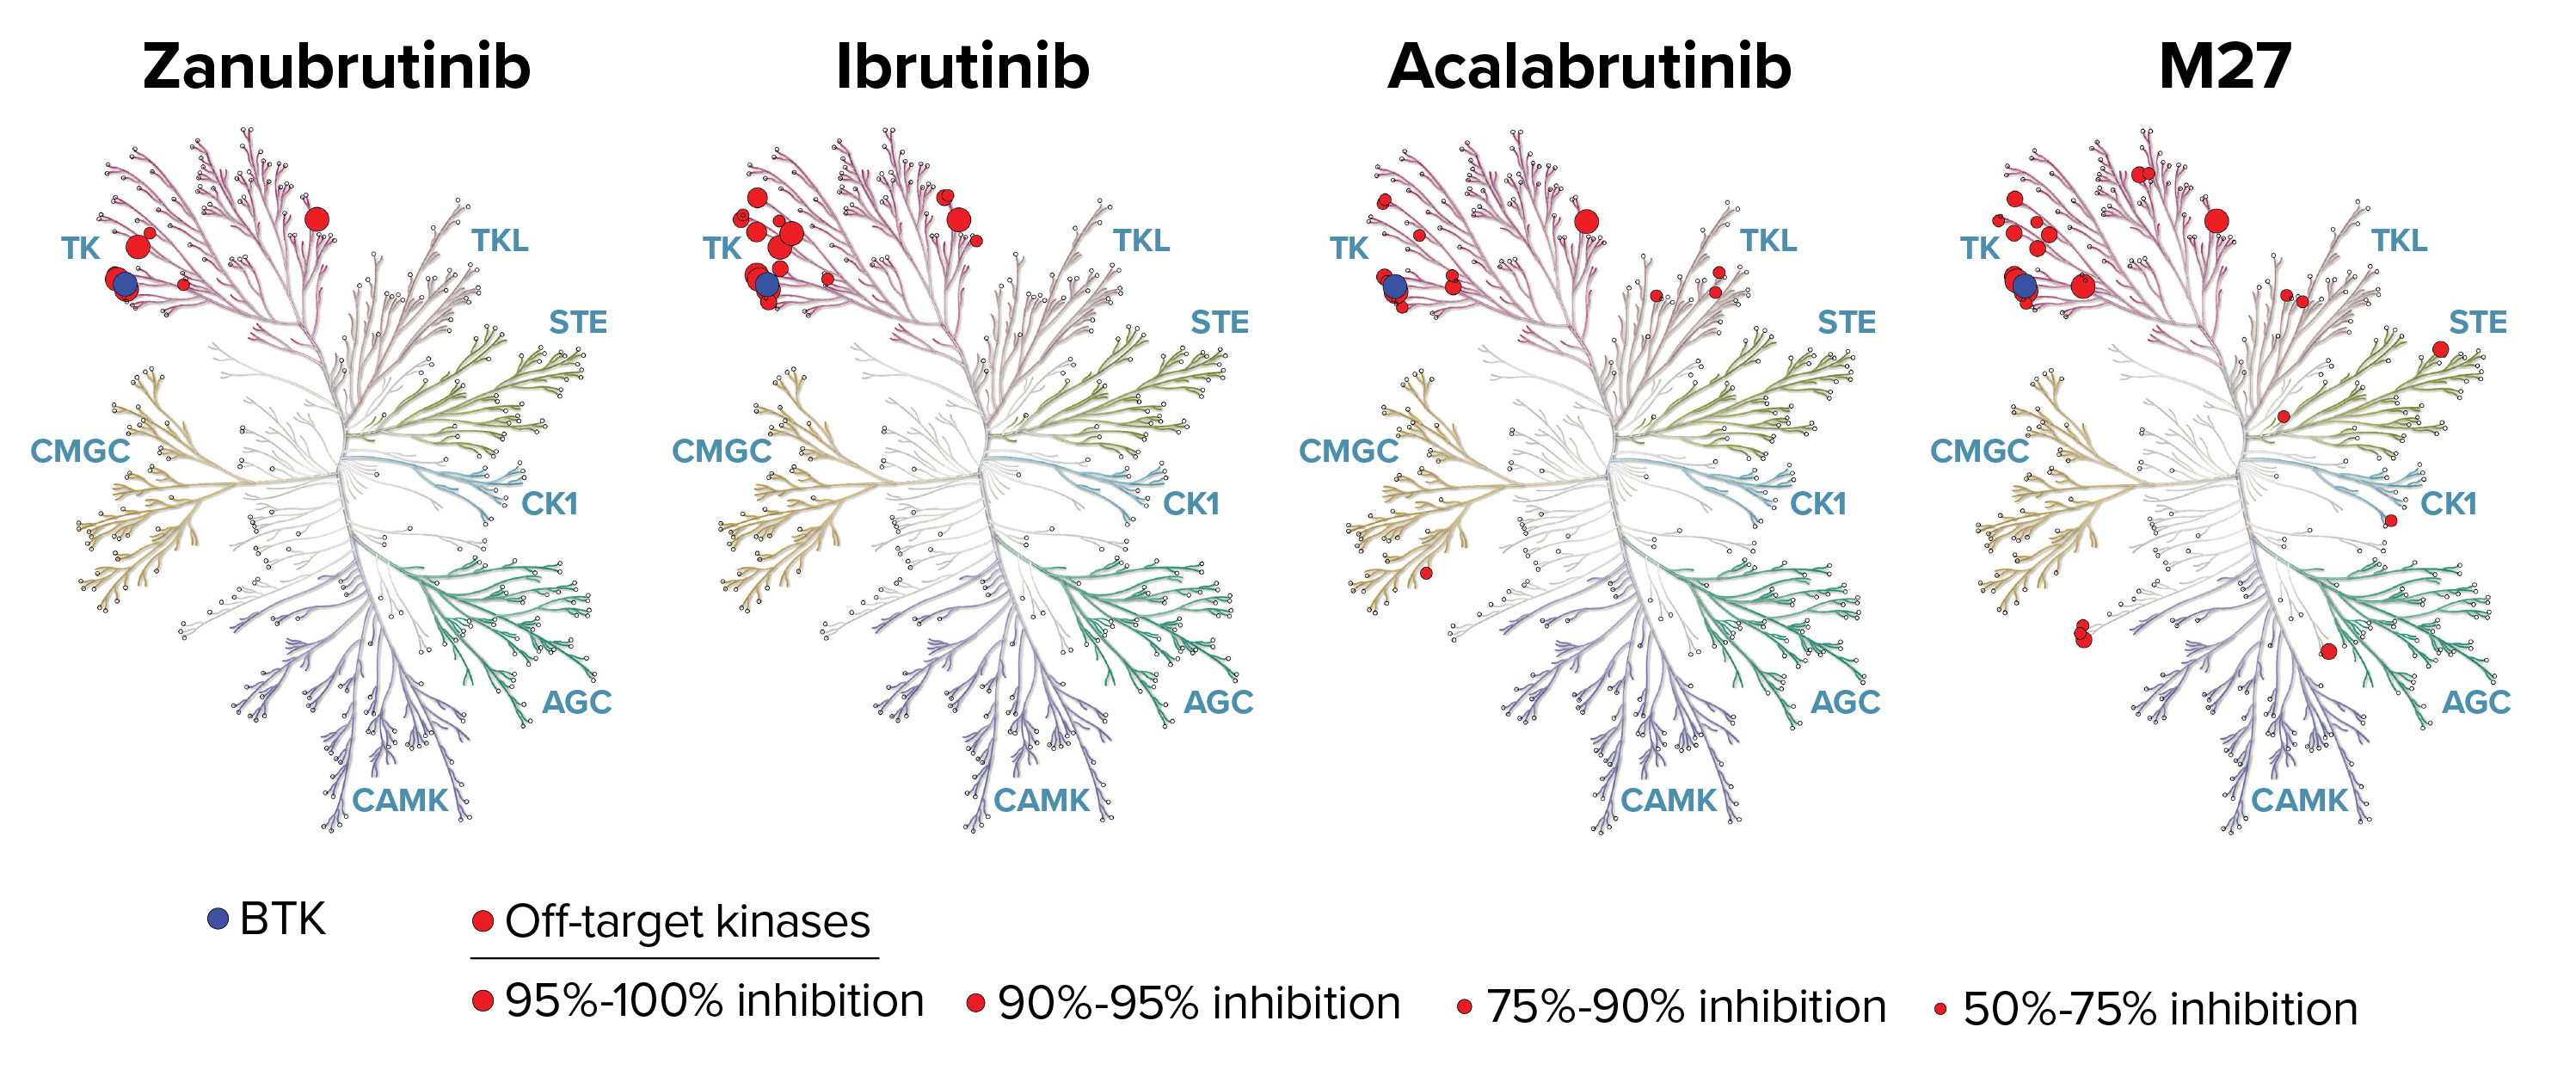 Zanubrutinib
Ibrutinib
Acalabrutinib
M27
TK
TKL
STE
CMGC
CK1
AGC
CAMK
TK
TKL
STE
CMGC
CK1
AGC
CAMK
TK
TKL
STE
CMGC
CK1
AGC
CAMK
TK
TKL
STE
CMGC
CK1
AGC
CAMK
BTK
Off-target kinases
95%-100% inhibition
90%-95% inhibition
75%-90% inhibition
50%-75% inhibition